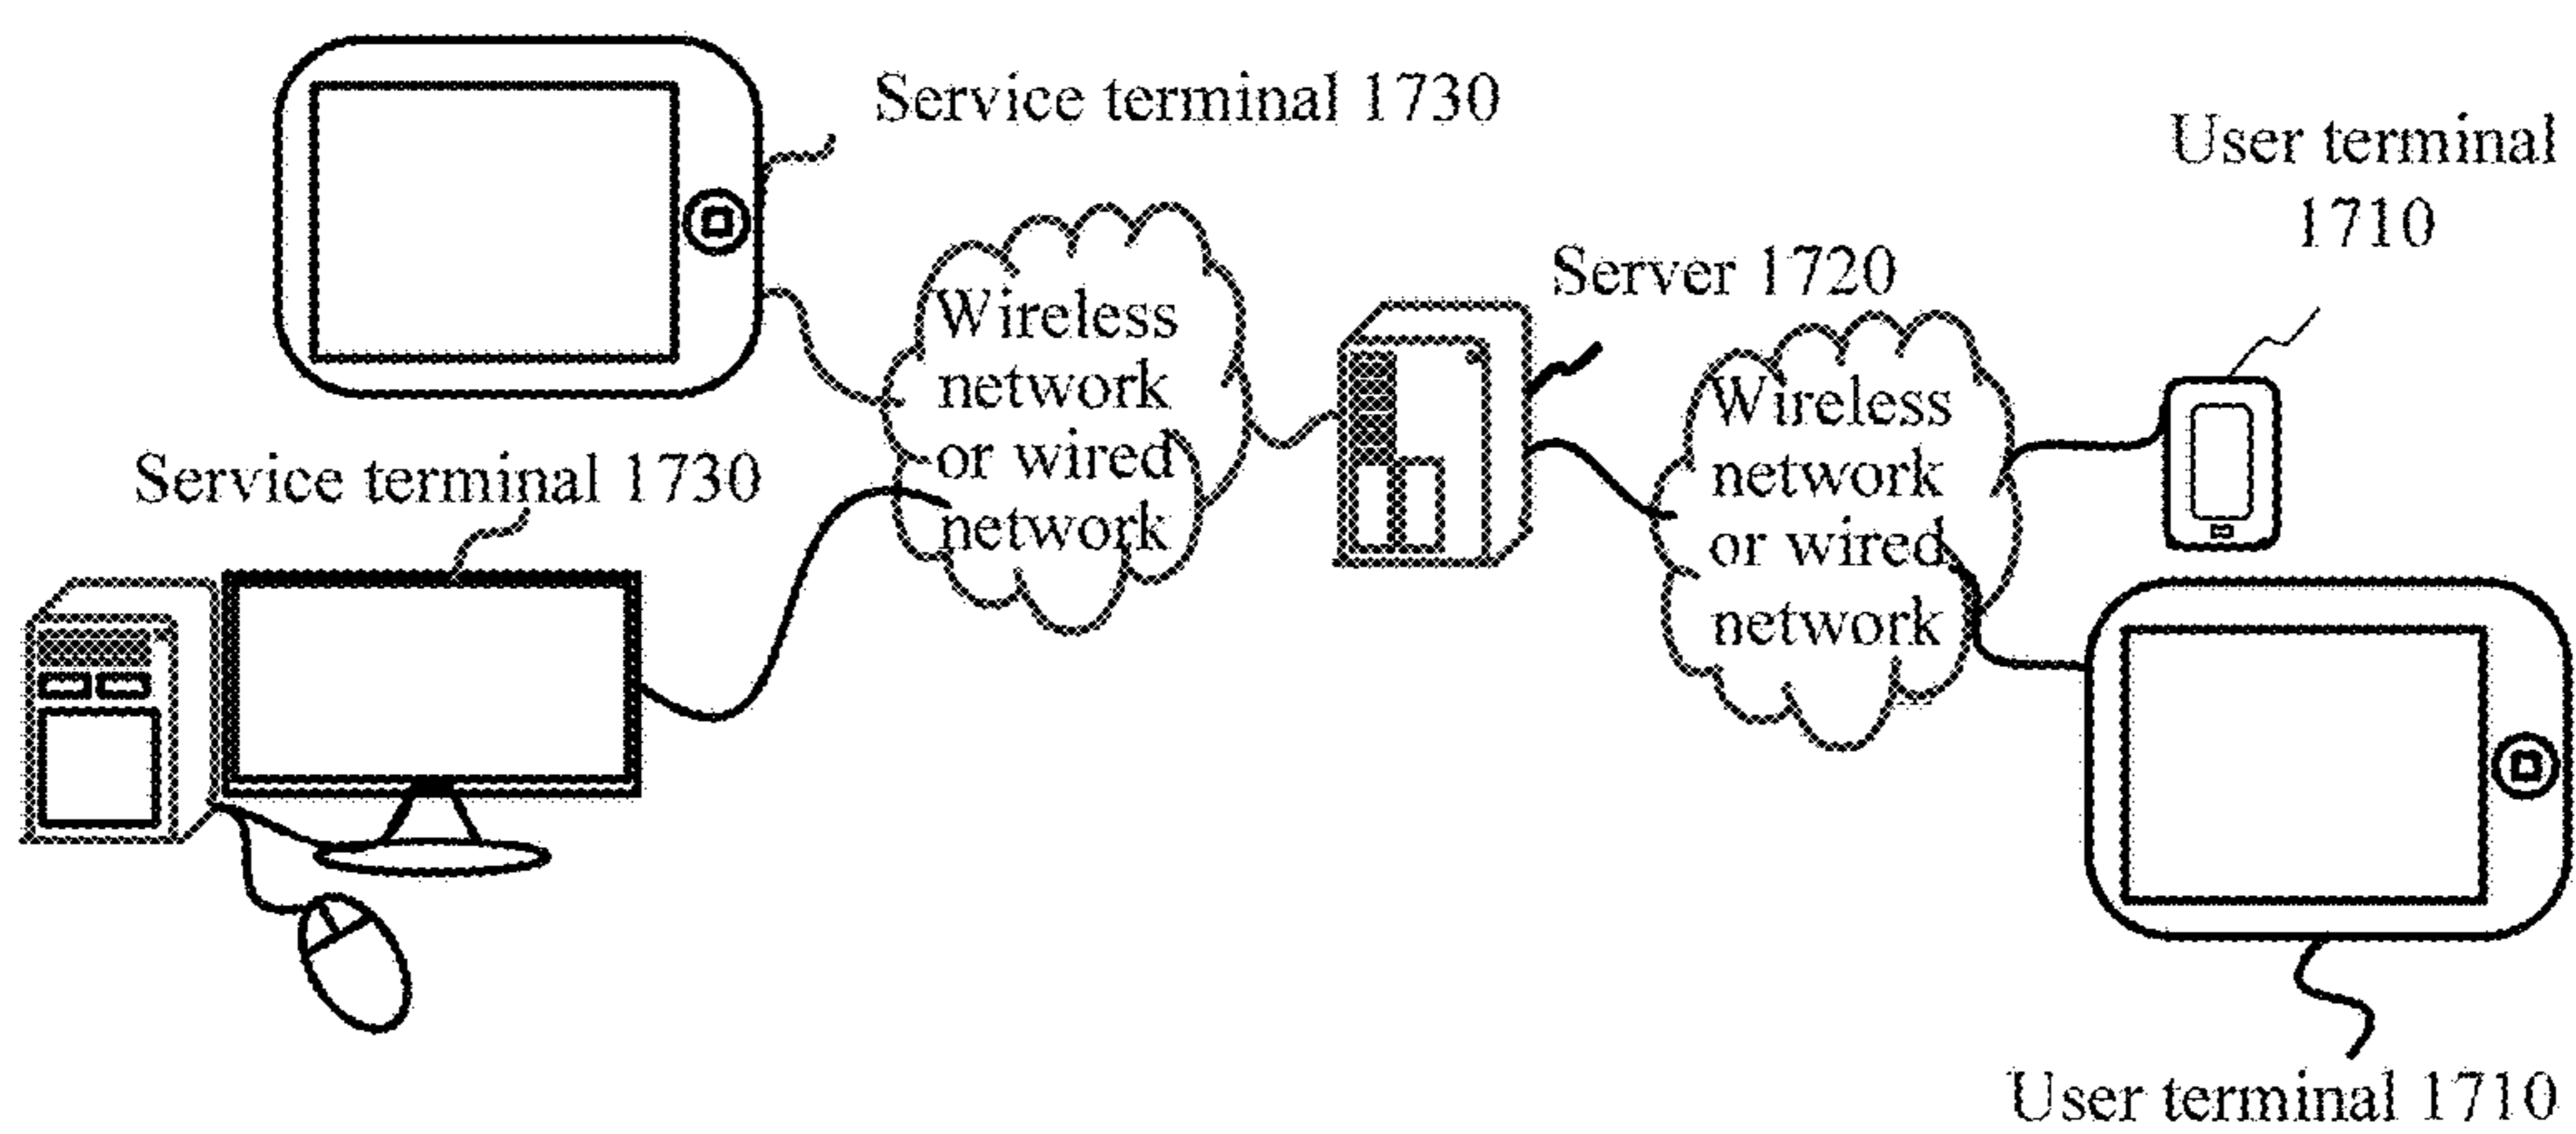 Service terminal 1730
User terminal
1710
Server 1720
Wireless
network
or wired
network
Wireless
network
or wired
network
Service terminal 1730
User terminal 1710